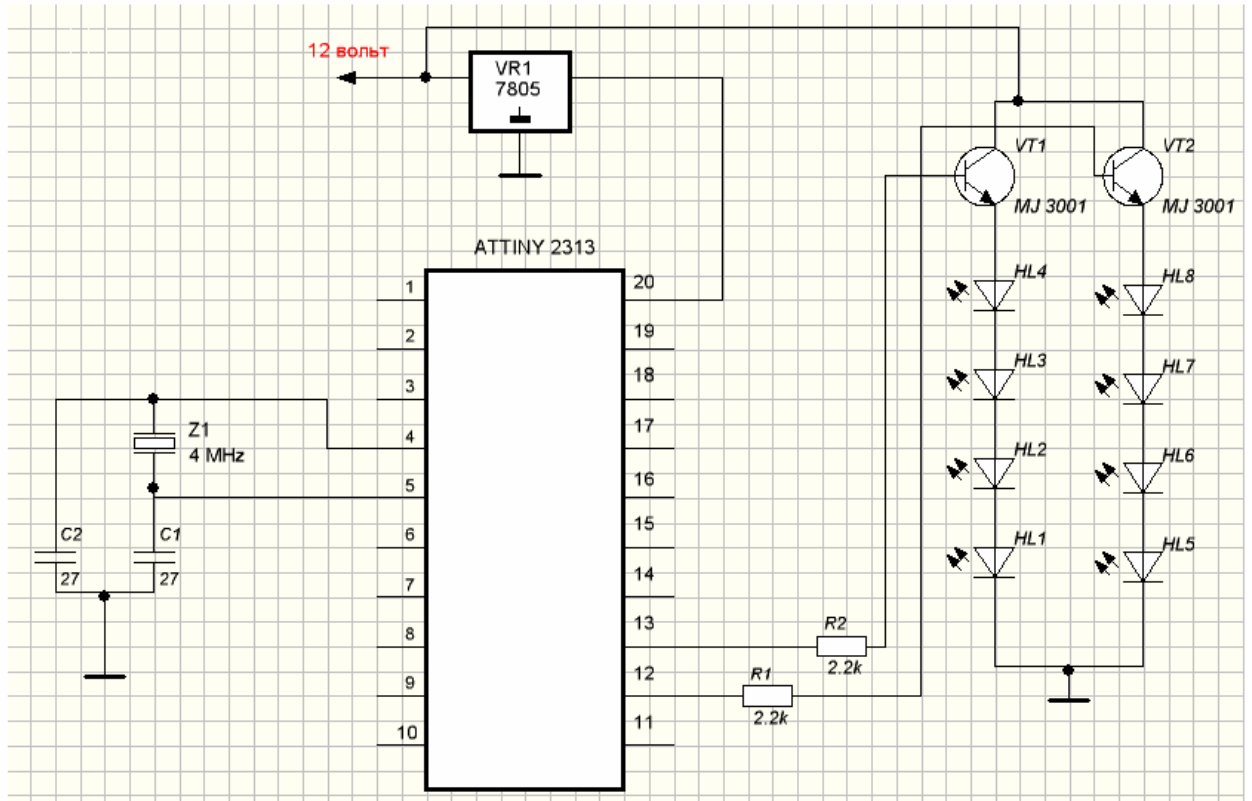 12 вольт
VR1
7805
VT1
VT2
MJ 3001
MJ 3001
ATTINY 2313
1
2
3
4
5
6
7
8
9
10
20
19
18
17
16
15
14
13
12
11
Z1
4 MHz
C2
27
C1
27
R2
2.2k
R1
2.2k
HL4
HL3
HL2
HL1
HL8
HL7
HL6
HL5